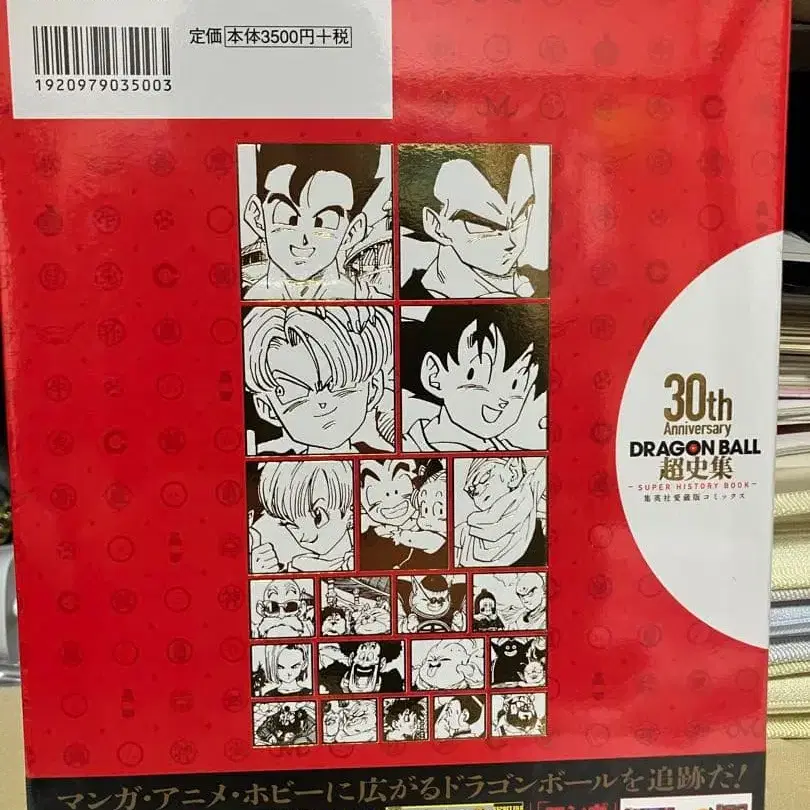 定価 本体3500円+税
1920979035003
30th
Anniversary
DRAGON BALL
超史集
-SUPER HISTORY BOOK-
集英社愛蔵版コミックス
マンガ・アニメ・ホビーに広がるドラゴンボールを追跡だ!